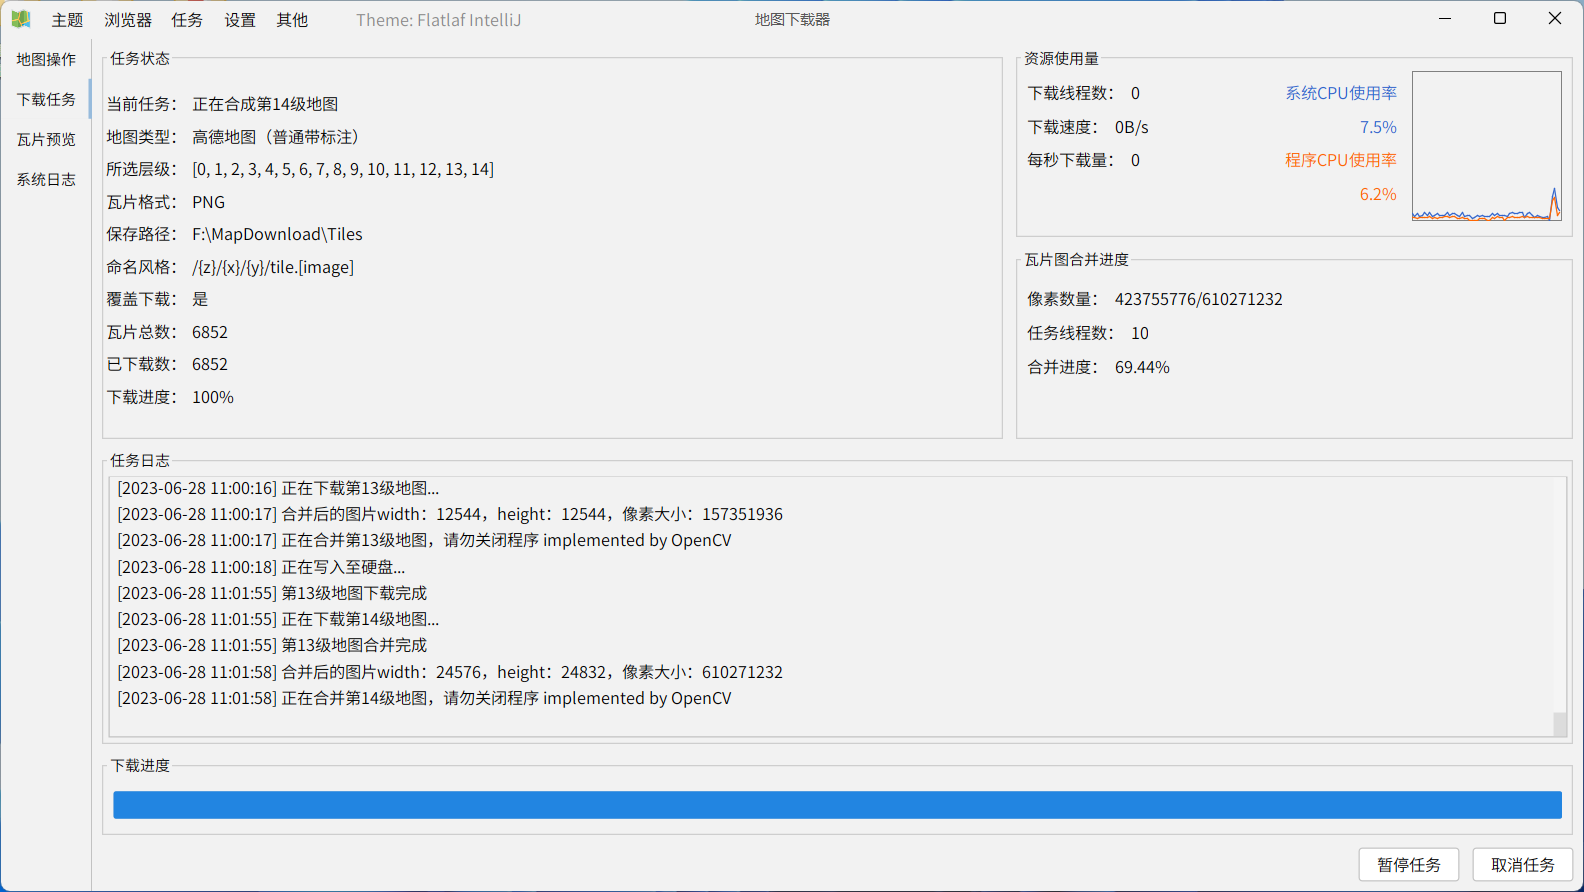 主题 浏览器 任务 设置 其他 Theme: Flatlaf IntelliJ 地图下载器
地图操作
下载任务
瓦片预览
系统日志
任务状态
当前任务： 正在合成第14级地图
地图类型： 高德地图（普通带标注）
所选层级： [0, 1, 2, 3, 4, 5, 6, 7, 8, 9, 10, 11, 12, 13, 14]
瓦片格式： PNG
保存路径： F:\MapDownload\Tiles
命名风格： /{z}/{x}/{y}/tile.[image]
覆盖下载： 是
瓦片总数： 6852
已下载数： 6852
下载进度： 100%
资源使用量
下载线程数： 0
下载速度： 0B/s
每秒下载量： 0
系统CPU使用率
7.5%
程序CPU使用率
6.2%
瓦片图合并进度
像素数量： 423755776/610271232
任务线程数： 10
合并进度： 69.44%
任务日志
[2023-06-28 11:00:16] 正在下载第13级地图...
[2023-06-28 11:00:17] 合并后的图片width：12544，height：12544，像素大小：157351936
[2023-06-28 11:00:17] 正在合并第13级地图，请勿关闭程序 implemented by OpenCV
[2023-06-28 11:00:18] 正在写入至硬盘...
[2023-06-28 11:01:55] 第13级地图下载完成
[2023-06-28 11:01:55] 正在下载第14级地图...
[2023-06-28 11:01:55] 第13级地图合并完成
[2023-06-28 11:01:58] 合并后的图片width：24576，height：24832，像素大小：610271232
[2023-06-28 11:01:58] 正在合并第14级地图，请勿关闭程序 implemented by OpenCV
下载进度
暂停任务 取消任务